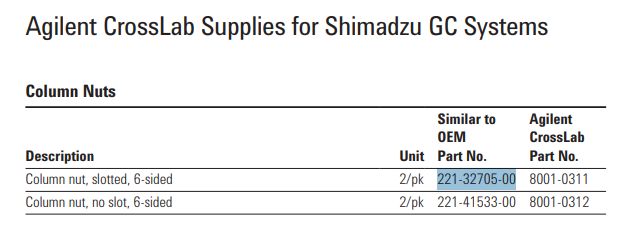 Agilent CrossLab Supplies for Shimadzu GC Systems
Column Nuts
Similar to Agilent
OEM CrossLab
Description Unit Part No. Part No.
Column nut, slotted, 6-sided 2/pk 221-32705-00 8001-0311
Column nut, no slot, 6-sided 2/pk 221-41533-00 8001-0312